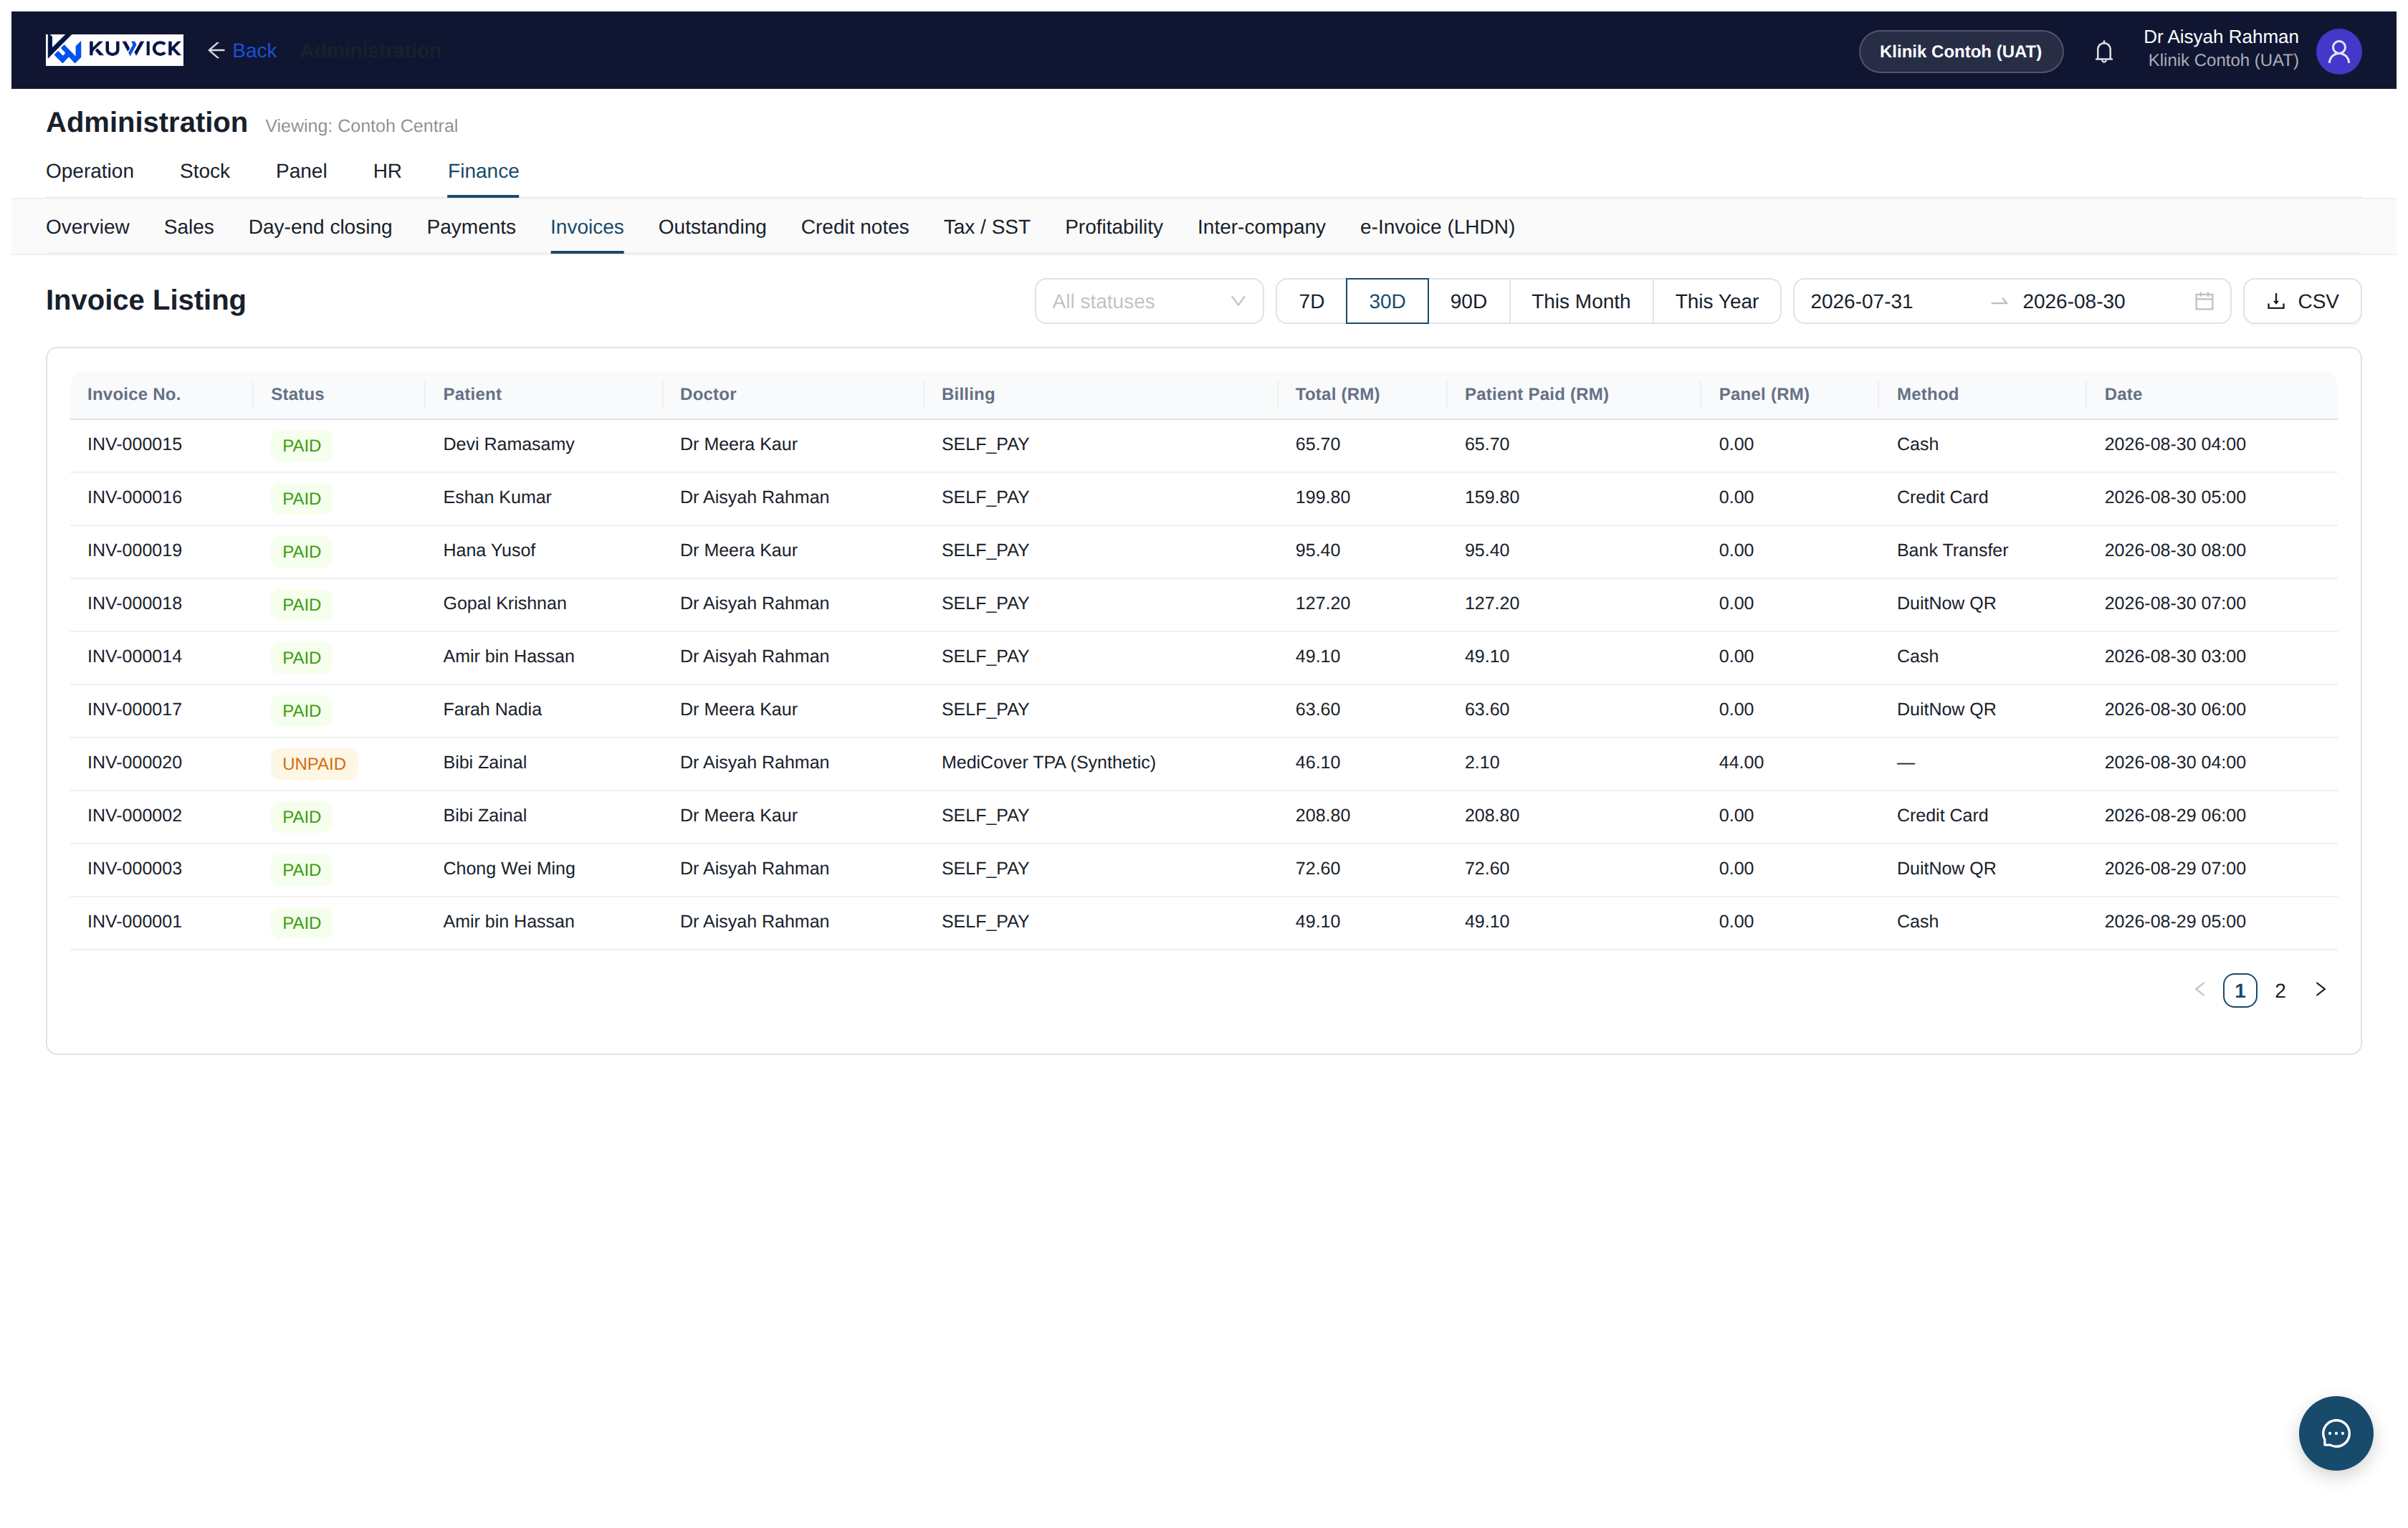 KUWICK Back Administration Klinik Contoh (UAT) Dr Aisyah Rahman
Klinik Contoh (UAT)
Administration Viewing: Contoh Central
Operation Stock Panel HR Finance
Overview Sales Day-end closing Payments Invoices Outstanding Credit notes Tax / SST Profitability Inter-company e-Invoice (LHDN)
Invoice Listing All statuses 7D 30D 90D This Month This Year 2026-07-31 2026-08-30 CSV
Invoice No. Status Patient Doctor Billing Total (RM) Patient Paid (RM) Panel (RM) Method Date
INV-000015 PAID Devi Ramasamy Dr Meera Kaur SELF_PAY 65.70 65.70 0.00 Cash 2026-08-30 04:00
INV-000016 PAID Eshan Kumar Dr Aisyah Rahman SELF_PAY 199.80 159.80 0.00 Credit Card 2026-08-30 05:00
INV-000019 PAID Hana Yusof Dr Meera Kaur SELF_PAY 95.40 95.40 0.00 Bank Transfer 2026-08-30 08:00
INV-000018 PAID Gopal Krishnan Dr Aisyah Rahman SELF_PAY 127.20 127.20 0.00 DuitNow QR 2026-08-30 07:00
INV-000014 PAID Amir bin Hassan Dr Aisyah Rahman SELF_PAY 49.10 49.10 0.00 Cash 2026-08-30 03:00
INV-000017 PAID Farah Nadia Dr Meera Kaur SELF_PAY 63.60 63.60 0.00 DuitNow QR 2026-08-30 06:00
INV-000020 UNPAID Bibi Zainal Dr Aisyah Rahman MediCover TPA (Synthetic) 46.10 2.10 44.00 — 2026-08-30 04:00
INV-000002 PAID Bibi Zainal Dr Meera Kaur SELF_PAY 208.80 208.80 0.00 Credit Card 2026-08-29 06:00
INV-000003 PAID Chong Wei Ming Dr Aisyah Rahman SELF_PAY 72.60 72.60 0.00 DuitNow QR 2026-08-29 07:00
INV-000001 PAID Amir bin Hassan Dr Aisyah Rahman SELF_PAY 49.10 49.10 0.00 Cash 2026-08-29 05:00
1 2